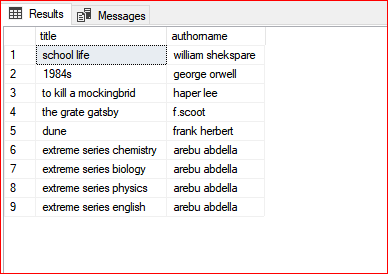 Results Messages
title authorname
1 school life william shekspare
2 1984s george orwell
3 to kill a mockingbrid haper lee
4 the grate gatsby f.scoot
5 dune frank herbert
6 extreme series chemistry arebu abdella
7 extreme series biology arebu abdella
8 extreme series physics arebu abdella
9 extreme series english arebu abdella